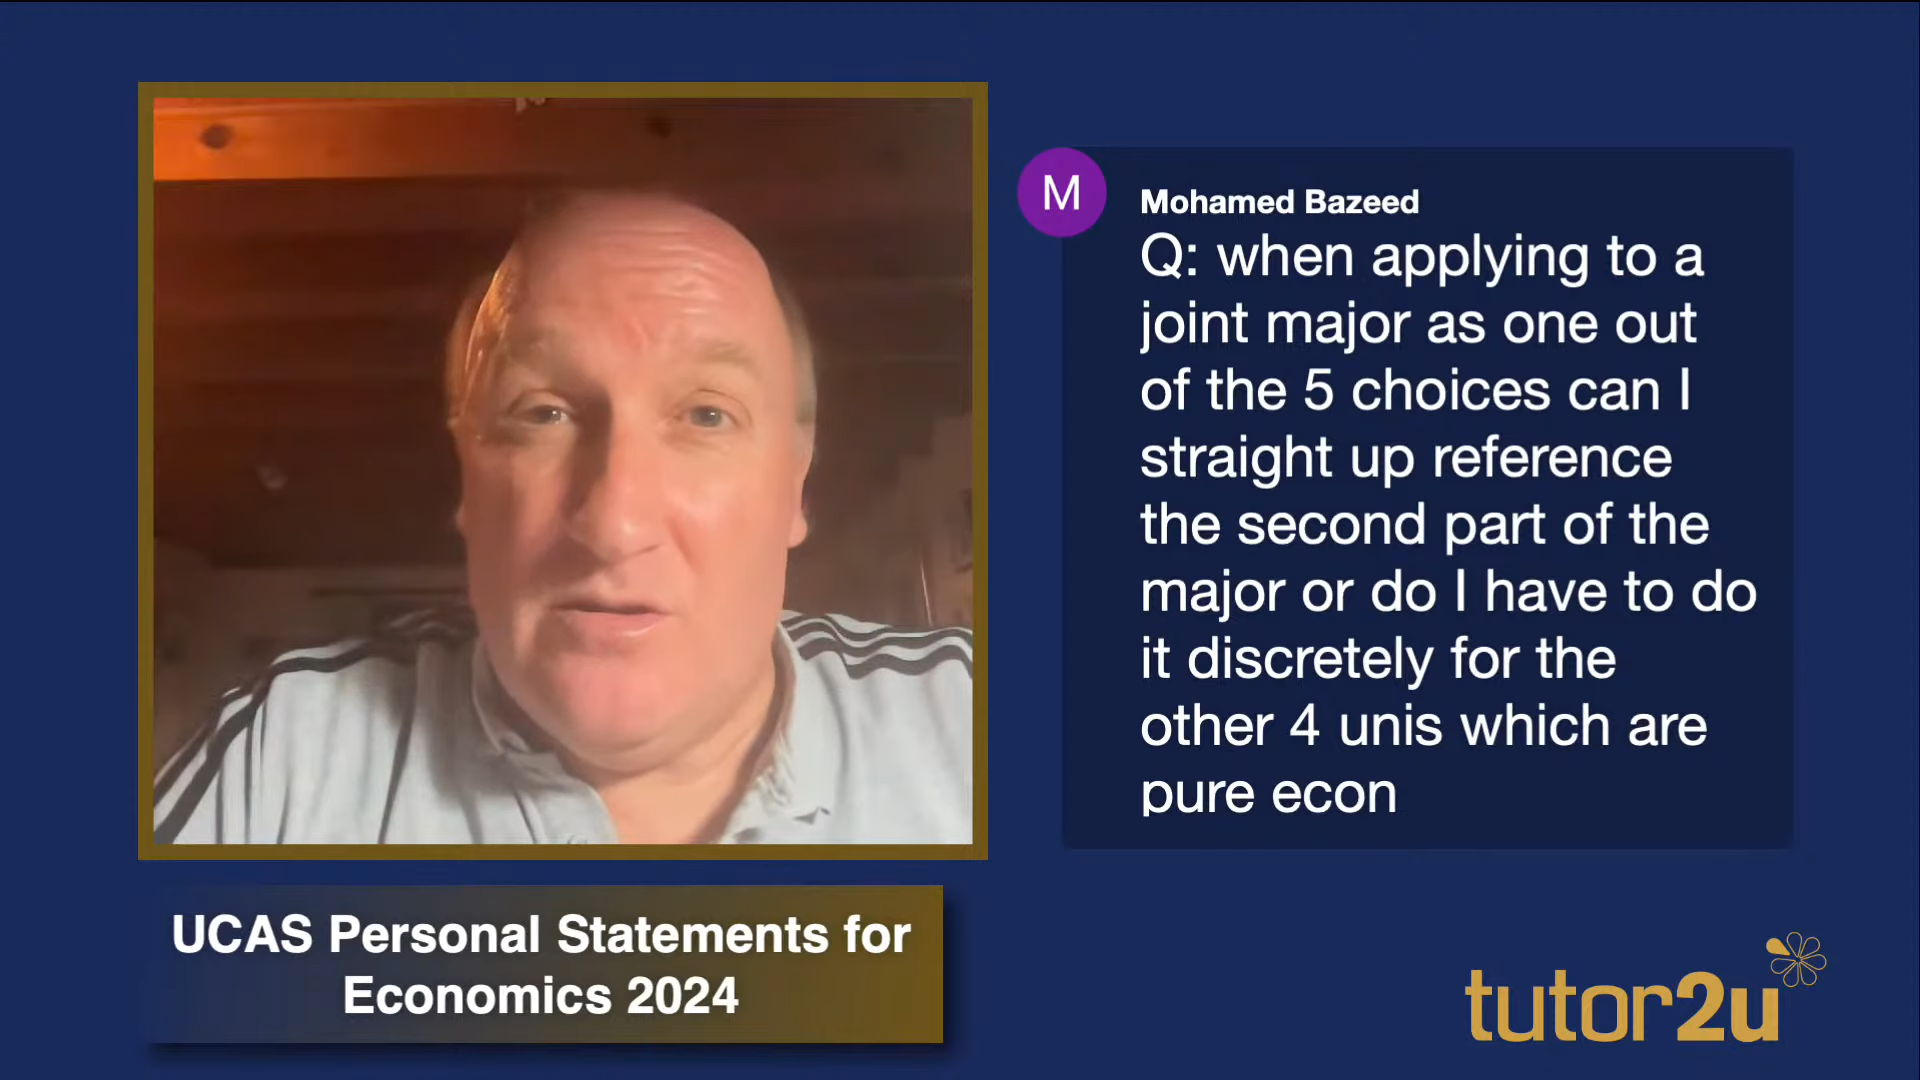 M
Mohamed Bazeed
Q: when applying to a
joint major as one out
of the 5 choices can I
straight up reference
the second part of the
major or do I have to do
it discretely for the
other 4 unis which are
pure econ
UCAS Personal Statements for
Economics 2024
tutor2u